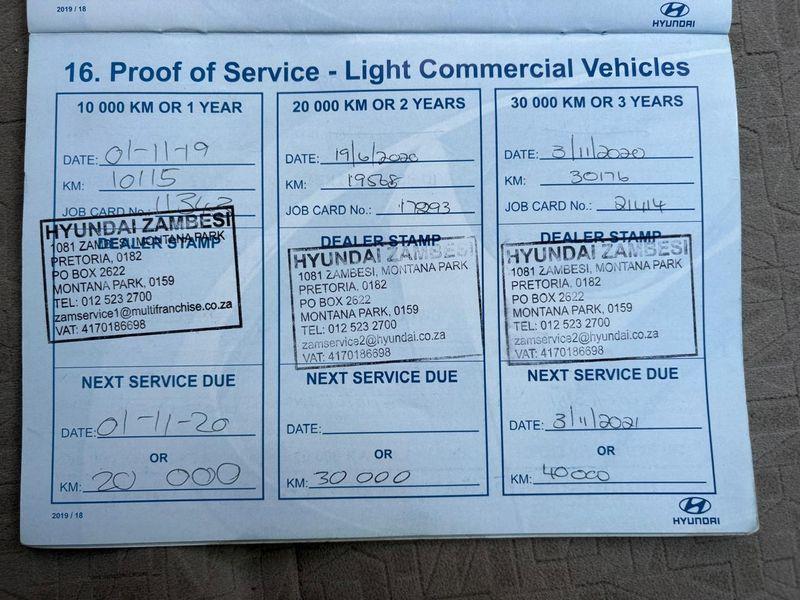 2019 / 18
HYUNDAI
16. Proof of Service - Light Commercial Vehicles
10 000 KM OR 1 YEAR
DATE: 01-11-19
KM: 10115
JOB CARD No.:
HYUNDAI ZAMBESI
DEALER STAMP
1081 ZAMBESI, MONTANA PARK
PRETORIA, 0182
PO BOX 2622
MONTANA PARK, 0159
TEL: 012 523 2700
zamservice1@multifranchise.co.za
VAT: 4170186698
NEXT SERVICE DUE
DATE: 01-11-20
OR
KM: 20 000
20 000 KM OR 2 YEARS
DATE: 19/6/2020
KM: 19568
JOB CARD No.: 17893
DEALER STAMP
HYUNDAI ZAMBESI
1081 ZAMBESI, MONTANA PARK
PRETORIA, 0182
PO BOX 2622
MONTANA PARK, 0159
TEL: 012 523 2700
zamservice2@hyundai.co.za
VAT: 4170186698
NEXT SERVICE DUE
DATE:
OR
KM: 30 000
30 000 KM OR 3 YEARS
DATE: 3/11/2020
KM: 30176
JOB CARD No.: 21414
DEALER STAMP
HYUNDAI ZAMBESI
1081 ZAMBESI, MONTANA PARK
PRETORIA, 0182
PO BOX 2622
MONTANA PARK, 0159
TEL: 012 523 2700
zamservice2@hyundai.co.za
VAT: 4170186698
NEXT SERVICE DUE
DATE: 3/11/2021
OR
KM: 40000
2019 / 18
HYUNDAI